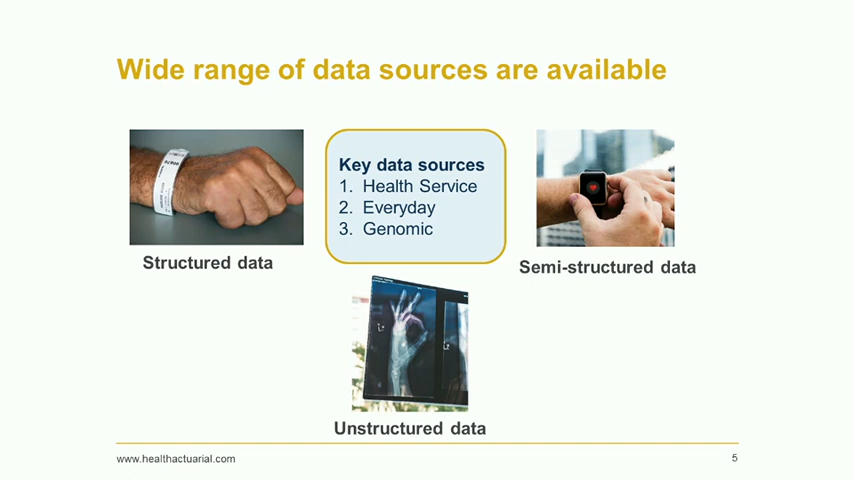 Wide range of data sources are available
Key data sources
1. Health Service
2. Everyday
3. Genomic
Structured data
Semi-structured data
Unstructured data
www.healthactuarial.com
5